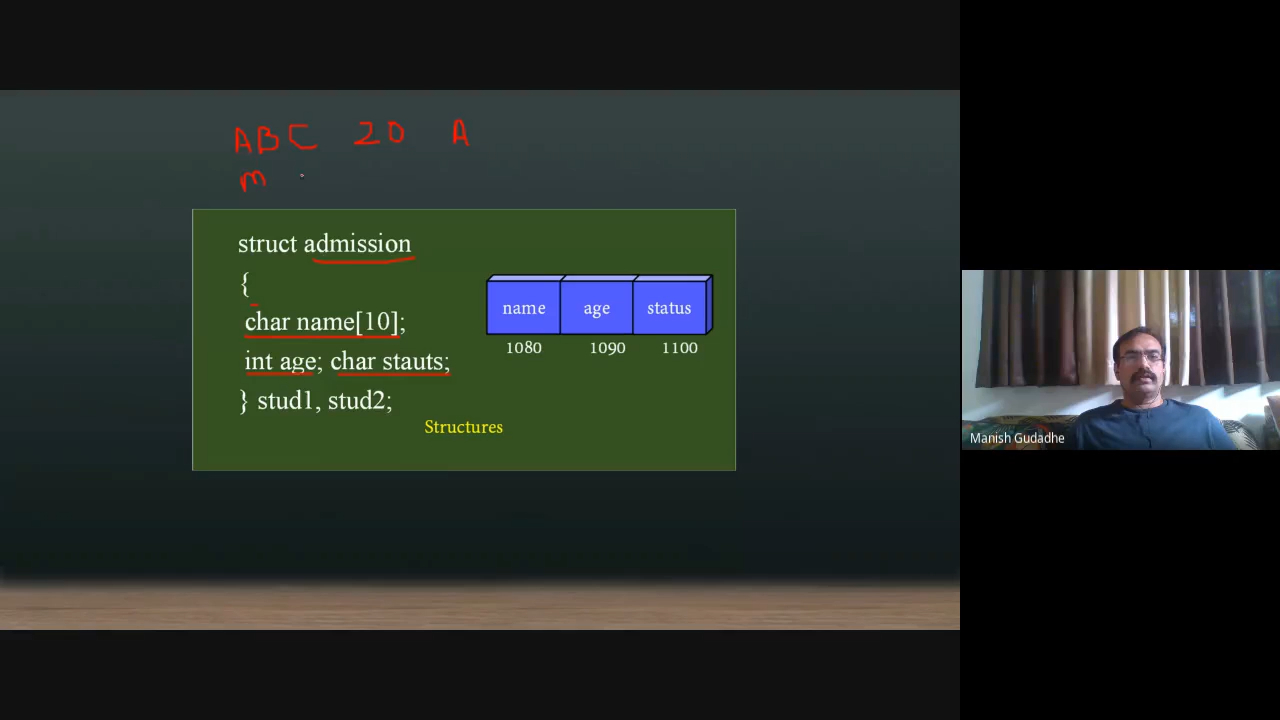 ABC 20 A
m
struct admission
{
char name[10];
int age; char stauts;
} stud1, stud2;
name age status
1080 1090 1100
Structures
Manish Gudadhe